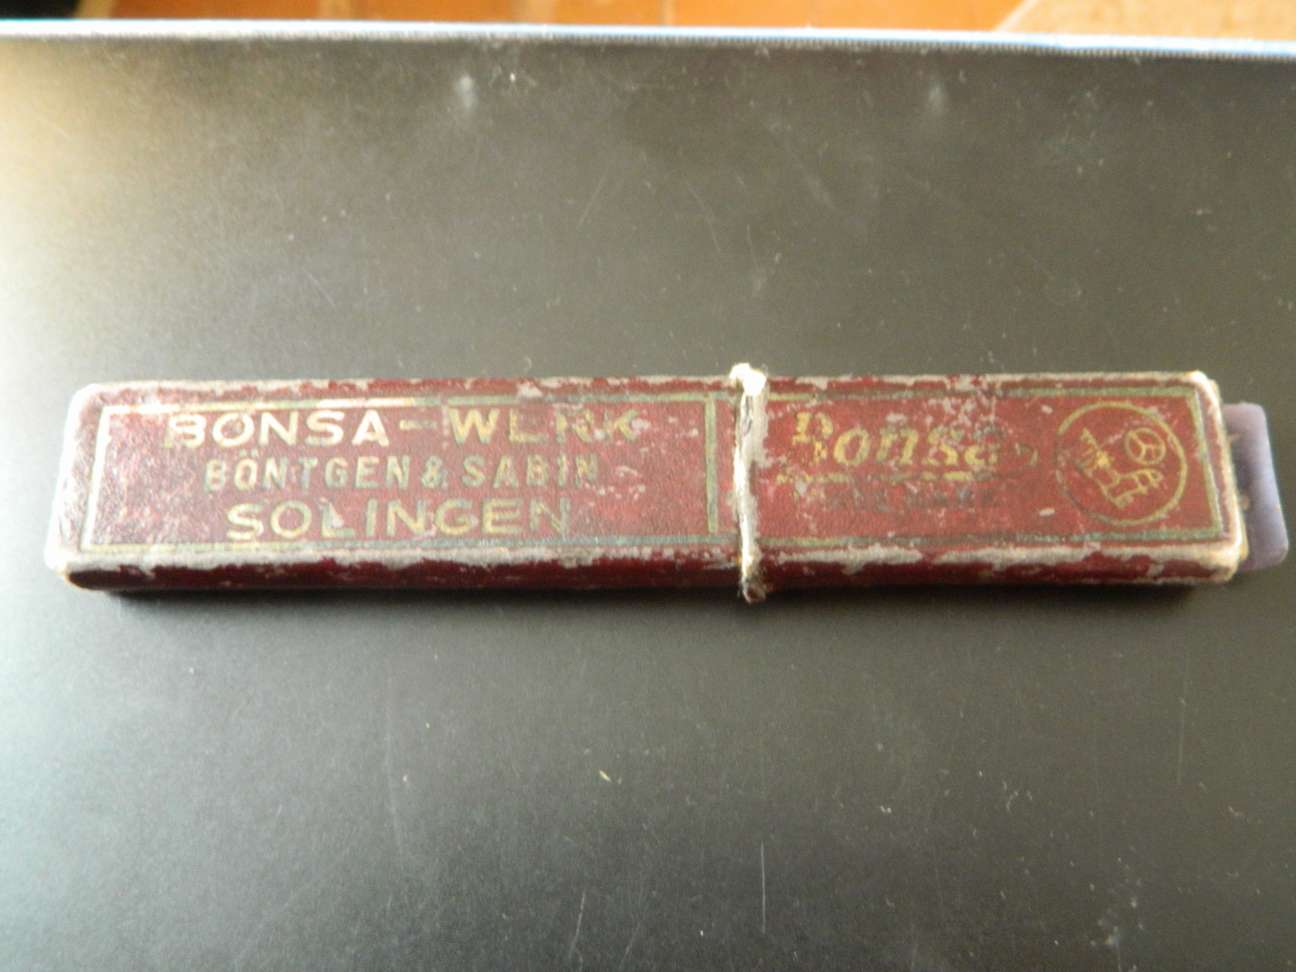 BONSA-WERK
BÖNTGEN & SABIN
SOLINGEN
Bonsa